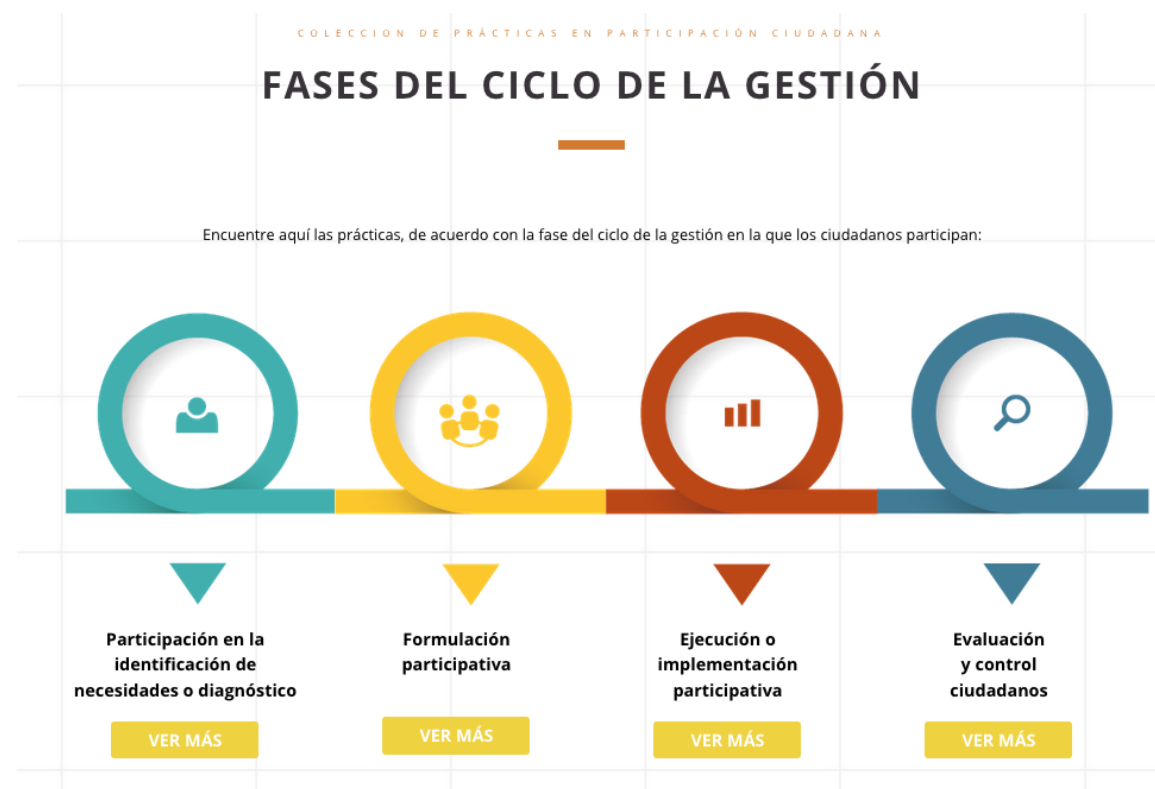 COLECCION DE PRÁCTICAS EN PARTICIPACIÓN CIUDADANA
FASES DEL CICLO DE LA GESTIÓN
Encuentre aquí las prácticas, de acuerdo con la fase del ciclo de la gestión en la que los ciudadanos participan:
Participación en la
identificación de
necesidades o diagnóstico
VER MÁS
Formulación
participativa
VER MÁS
Ejecución o
implementación
participativa
VER MÁS
Evaluación
y control
ciudadanos
VER MÁS